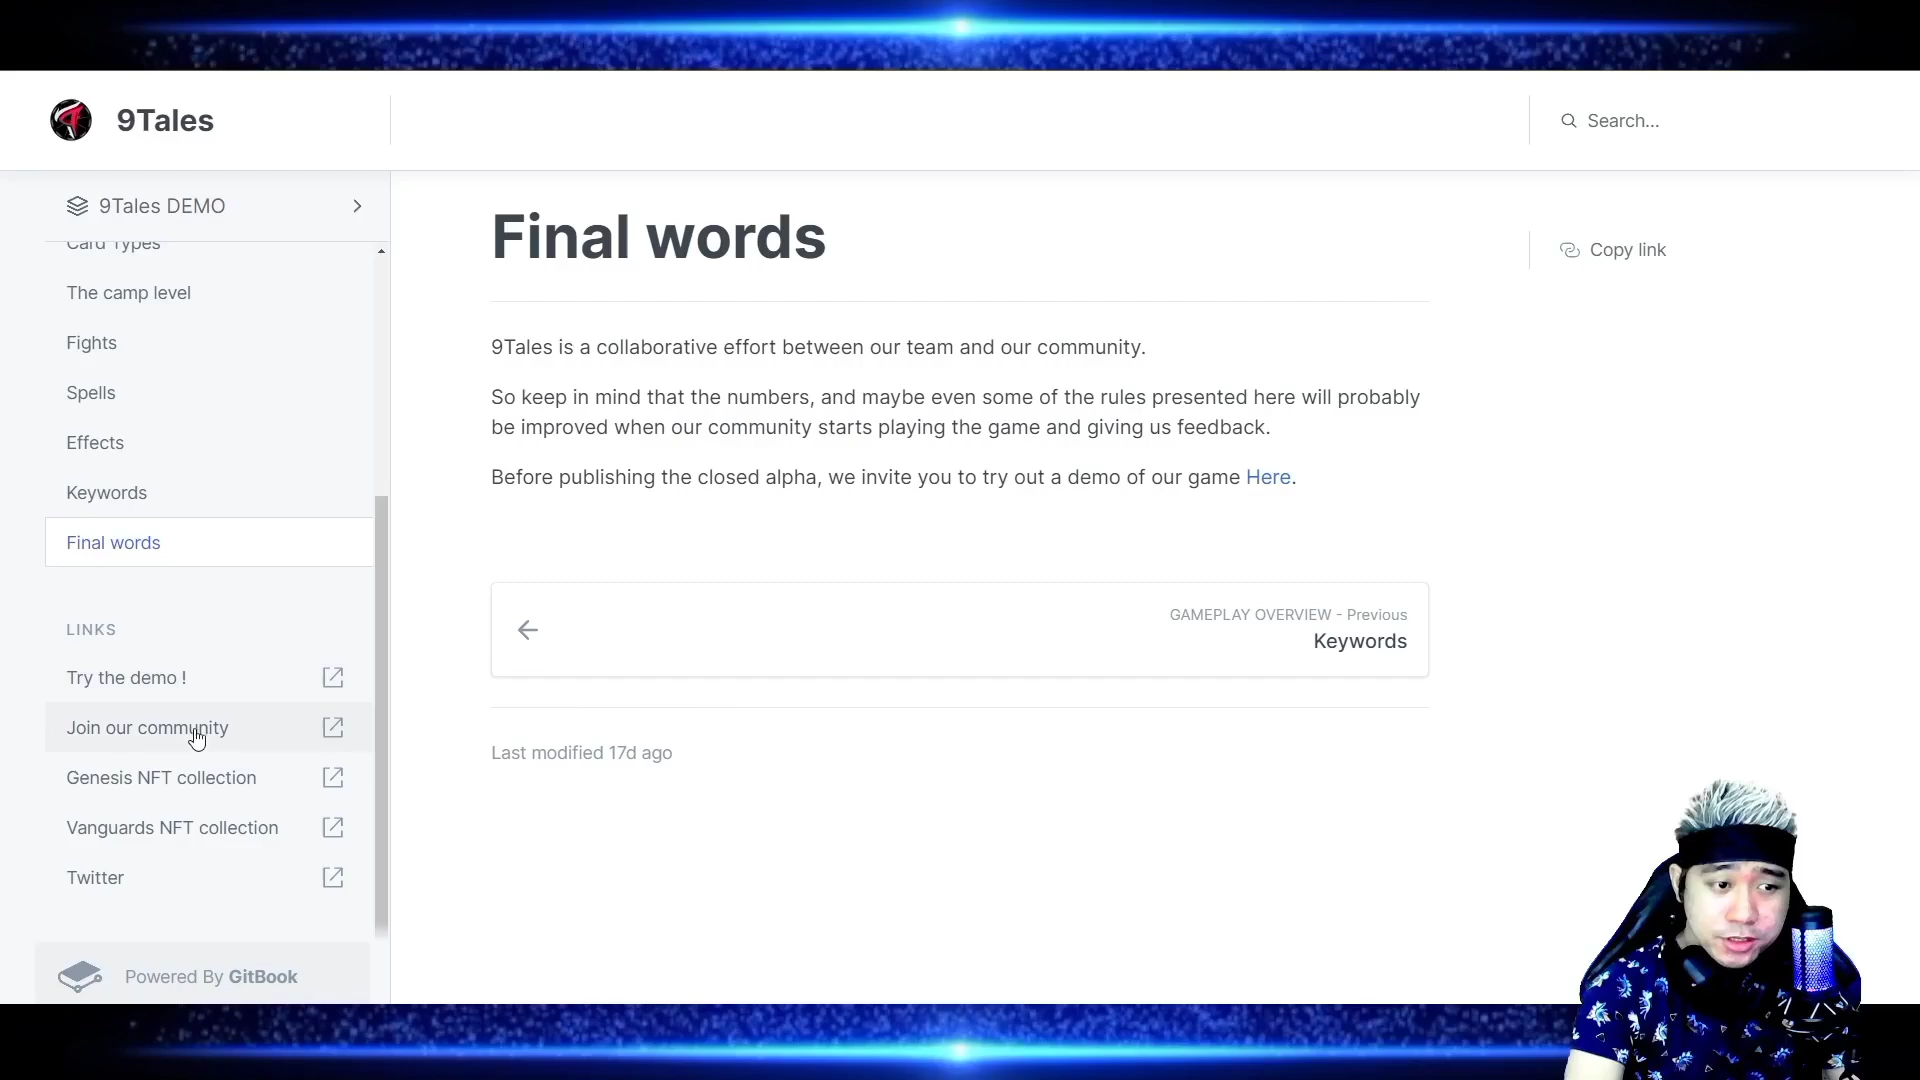 9Tales
Search...
9Tales DEMO
Card Types
The camp level
Fights
Spells
Effects
Keywords
Final words
LINKS
Try the demo !
Join our community
Genesis NFT collection
Vanguards NFT collection
Twitter
Powered By GitBook
Final words
Copy link
9Tales is a collaborative effort between our team and our community.
So keep in mind that the numbers, and maybe even some of the rules presented here will probably
be improved when our community starts playing the game and giving us feedback.
Before publishing the closed alpha, we invite you to try out a demo of our game Here.
GAMEPLAY OVERVIEW - Previous
Keywords
Last modified 17d ago